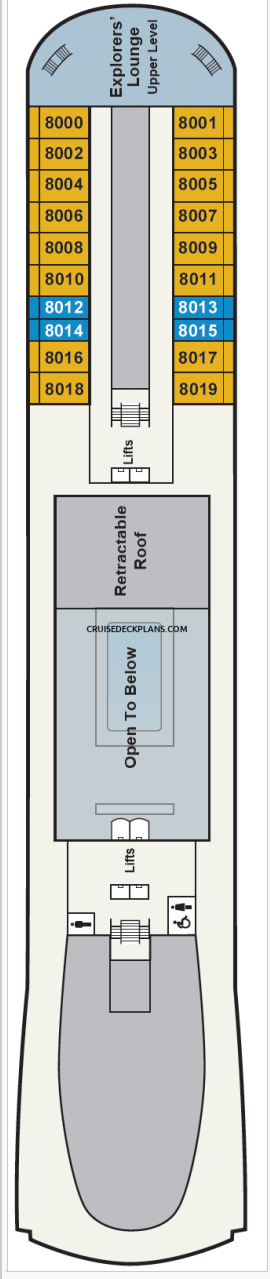 Explorers'
Lounge
Upper Level
8000
8001
8002
8003
8004
8005
8006
8007
8008
8009
8010
8011
8012
8013
8014
8015
8016
8017
8018
8019
Lifts
Retractable
Roof
CRUISEDECKPLANS.COM
Open To Below
Lifts